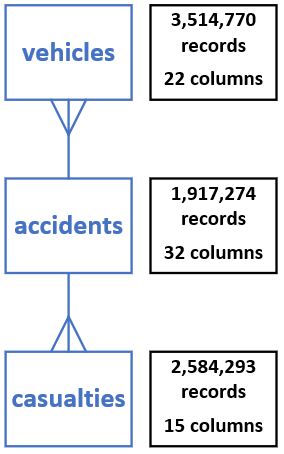 vehicles
3,514,770
records
22 columns
accidents
1,917,274
records
32 columns
casualties
2,584,293
records
15 columns